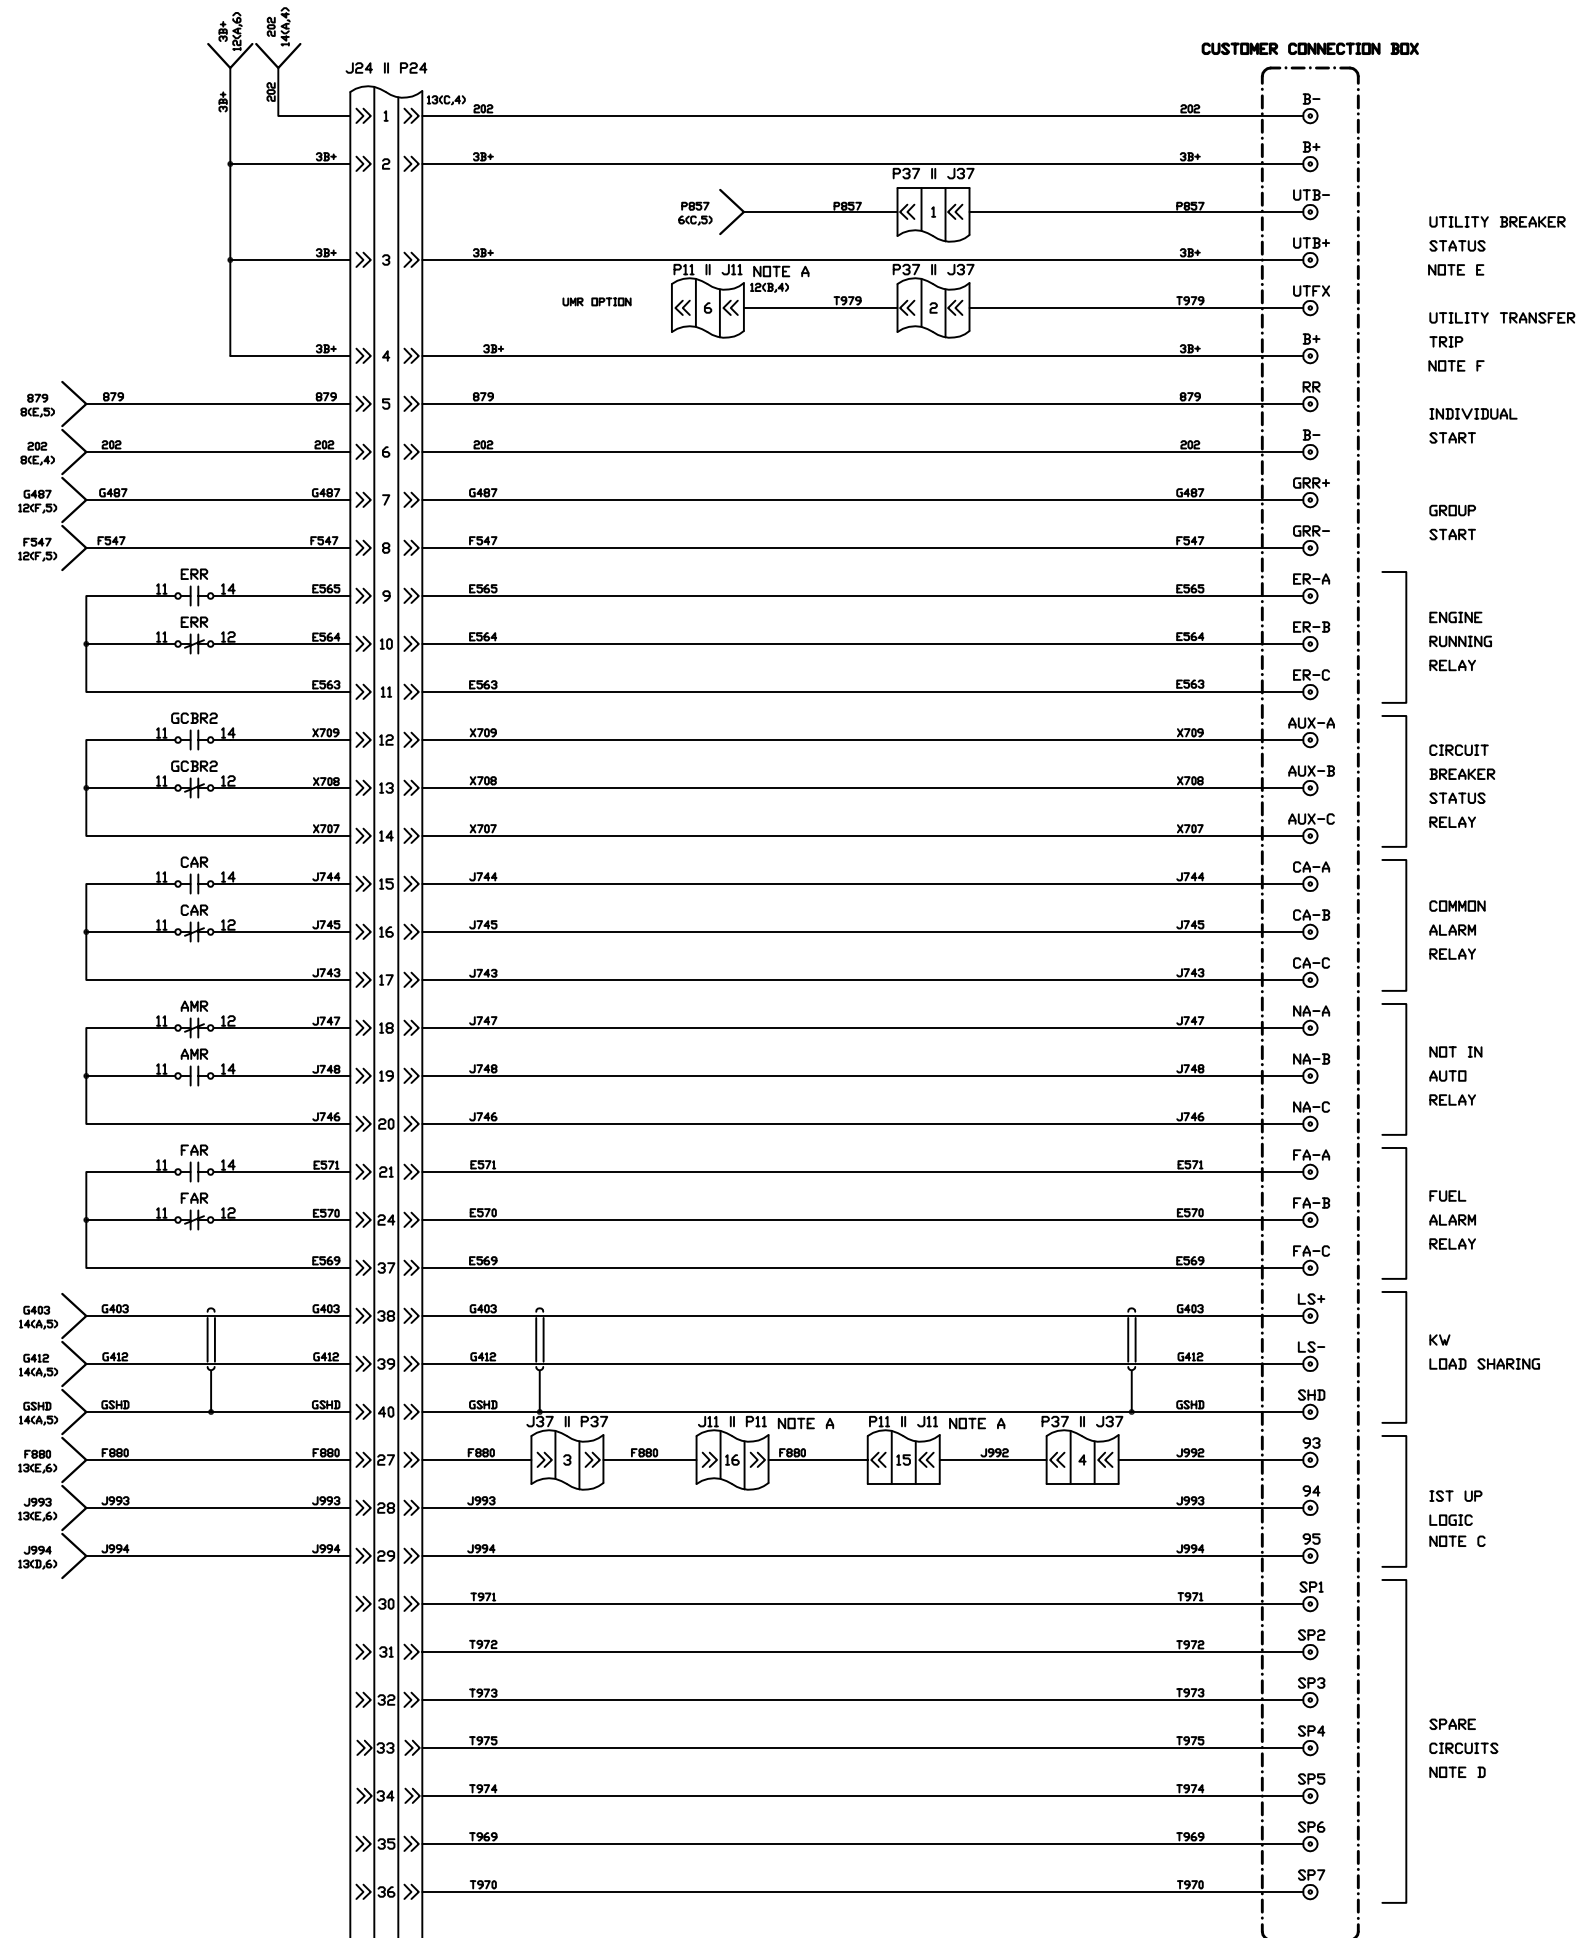 3B+
12(A,6)
202
14(A,4)
CUSTOMER CONNECTION BOX
J24 II P24
3B+
202
13(C,4)
1 202 202 B-
3B+ 2 3B+ 3B+ B+
P37 II J37
P857
6(C,5)
P857 1 P857 UTB-
UTILITY BREAKER
STATUS
NOTE E
3B+ 3 3B+ 3B+ UTB+
P11 II J11 NOTE A
12(B,4)
P37 II J37
UMR OPTION 6 T979 2 T979 UTFX
UTILITY TRANSFER
TRIP
NOTE F
3B+ 4 3B+ 3B+ B+
879
8(E,5)
879 879 5 879 879 RR
INDIVIDUAL
START
202
8(E,4)
202 202 6 202 202 B-
G487
12(F,5)
G487 G487 7 G487 G487 GRR+
GROUP
START
F547
12(F,5)
F547 F547 8 F547 F547 GRR-
ERR
11 14 E565 9 E565 E565 ER-A
ERR
11 12 E564 10 E564 E564 ER-B
E563 11 E563 E563 ER-C
ENGINE
RUNNING
RELAY
GCBR2
11 14 X709 12 X709 X709 AUX-A
GCBR2
11 12 X708 13 X708 X708 AUX-B
X707 14 X707 X707 AUX-C
CIRCUIT
BREAKER
STATUS
RELAY
CAR
11 14 J744 15 J744 J744 CA-A
CAR
11 12 J745 16 J745 J745 CA-B
J743 17 J743 J743 CA-C
COMMON
ALARM
RELAY
AMR
11 12 J747 18 J747 J747 NA-A
AMR
11 14 J748 19 J748 J748 NA-B
J746 20 J746 J746 NA-C
NOT IN
AUTO
RELAY
FAR
11 14 E571 21 E571 E571 FA-A
FAR
11 12 E570 24 E570 E570 FA-B
E569 37 E569 E569 FA-C
FUEL
ALARM
RELAY
G403
14(A,5)
G403 G403 38 G403 G403 LS+
G412
14(A,5)
G412 G412 39 G412 G412 LS-
GSHD
14(A,5)
GSHD GSHD 40 GSHD GSHD SHD
KW
LOAD SHARING
J37 II P37 J11 II P11 NOTE A P11 II J11 NOTE A P37 II J37
F880
13(E,6)
F880 F880 27 F880 3 F880 16 F880 15 J992 4 J992 93
J993
13(E,6)
J993 J993 28 J993 J993 94
J994
13(D,6)
J994 J994 29 J994 J994 95
IST UP
LOGIC
NOTE C
30 T971 T971 SP1
31 T972 T972 SP2
32 T973 T973 SP3
33 T975 T975 SP4
34 T974 T974 SP5
35 T969 T969 SP6
36 T970 T970 SP7
SPARE
CIRCUITS
NOTE D